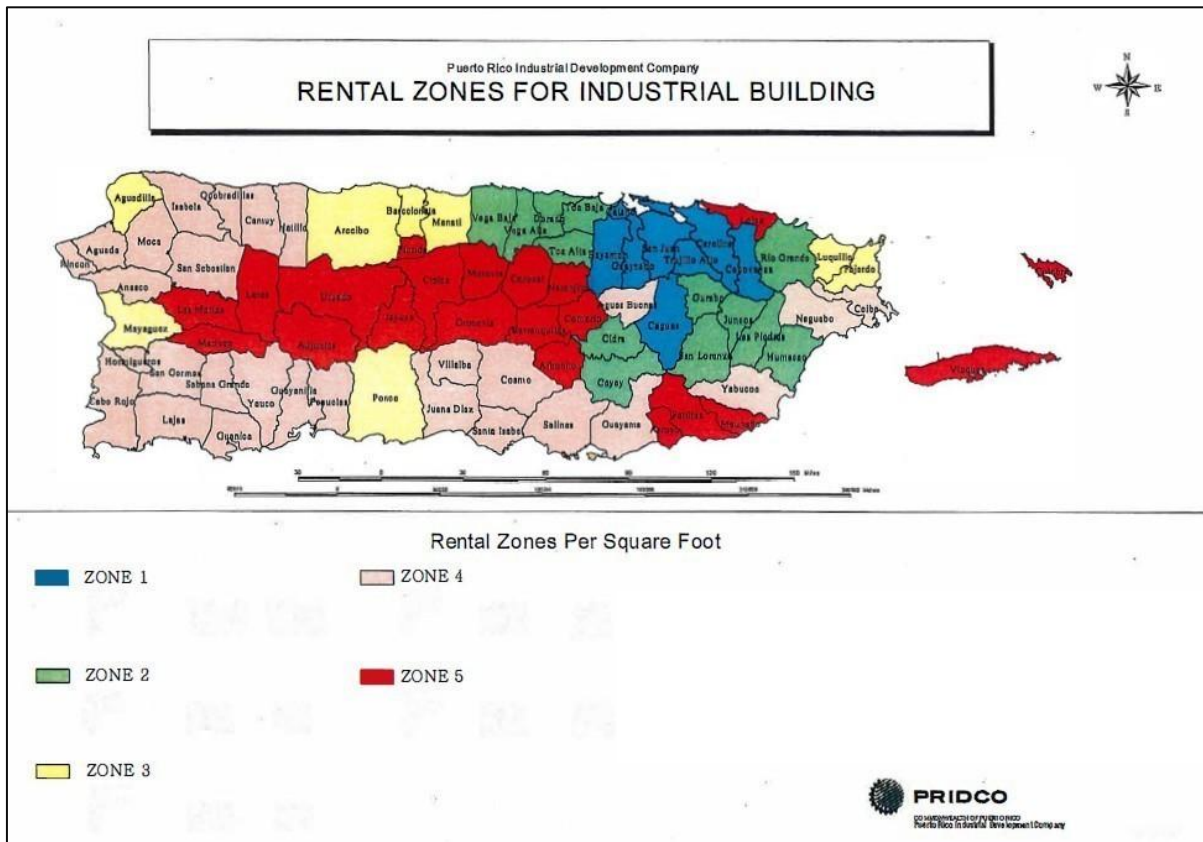 Puerto Rico Industrial Development Company
RENTAL ZONES FOR INDUSTRIAL BUILDING
N
W
E
S
Aguadilla
Isabela
Quebradillas
Camuy
Hatillo
Arecibo
Barceloneta
Manati
Vega Baja
Vega Alta
Dorado
Toa Baja
Toa Alta
Bayamon
Guaynabo
San Juan
Trujillo Alto
Carolina
Canovanas
Loiza
Rio Grande
Luquillo
Fajardo
Ceiba
Naguabo
Rincon
Aguada
Moca
San Sebastian
Anasco
Las Marias
Lares
Utuado
Ciales
Morovis
Corozal
Naranjito
Aguas Buenas
Gurabo
Juncos
Las Piedras
Humacao
Mayaguez
Maricao
Adjuntas
Jayuya
Orocovis
Barranquitas
Comerio
Cidra
Caguas
San Lorenzo
Hormigueros
San German
Sabana Grande
Yauco
Guayanilla
Penuelas
Ponce
Villalba
Juana Diaz
Coamo
Aibonito
Cayey
Yabucoa
Cabo Rojo
Lajas
Guanica
Santa Isabel
Salinas
Guayama
Arroyo
Patillas
Maunabo
Vieques
Rental Zones Per Square Foot
ZONE 1
ZONE 4
ZONE 2
ZONE 5
ZONE 3
PRIDCO
COMMONWEALTH OF PUERTO RICO
Puerto Rico Industrial Development Company